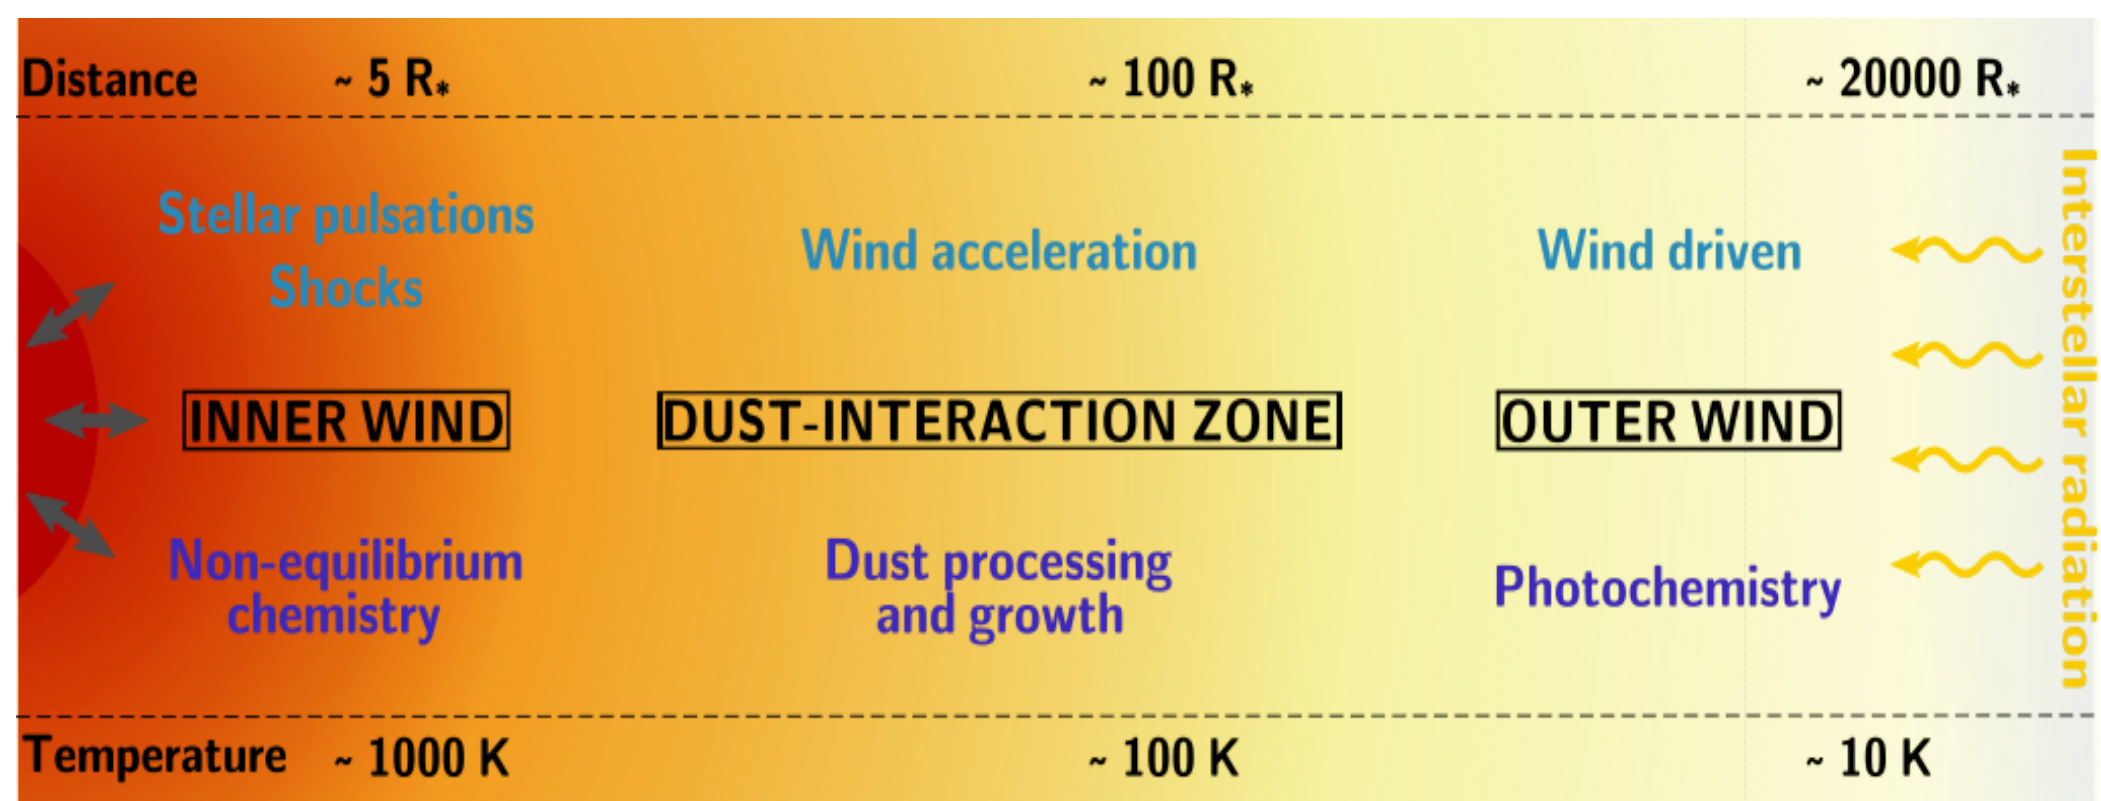 Distance ~ 5 R* ~ 100 R* ~ 20000 R*
Stellar pulsations
Shocks
Wind acceleration
Wind driven
INNER WIND
DUST-INTERACTION ZONE
OUTER WIND
Non-equilibrium
chemistry
Dust processing
and growth
Photochemistry
Interstellar radiation
Temperature ~ 1000 K ~ 100 K ~ 10 K